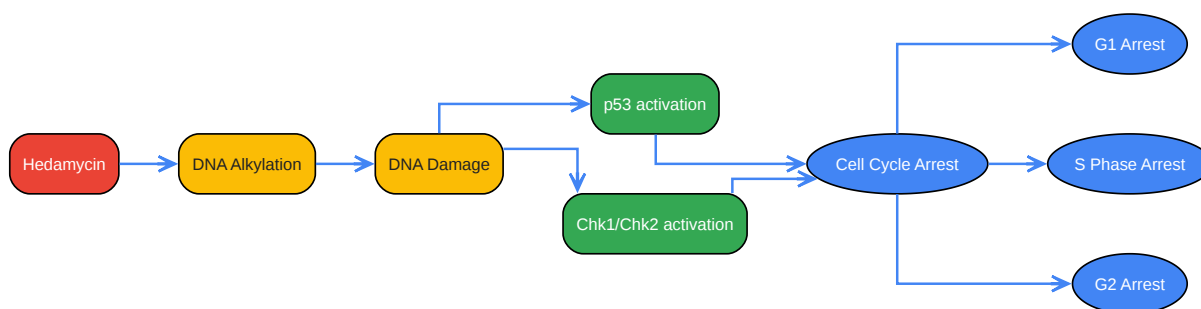 Hedamycin
DNA Alkylation
DNA Damage
p53 activation
Chk1/Chk2 activation
Cell Cycle Arrest
G1 Arrest
S Phase Arrest
G2 Arrest